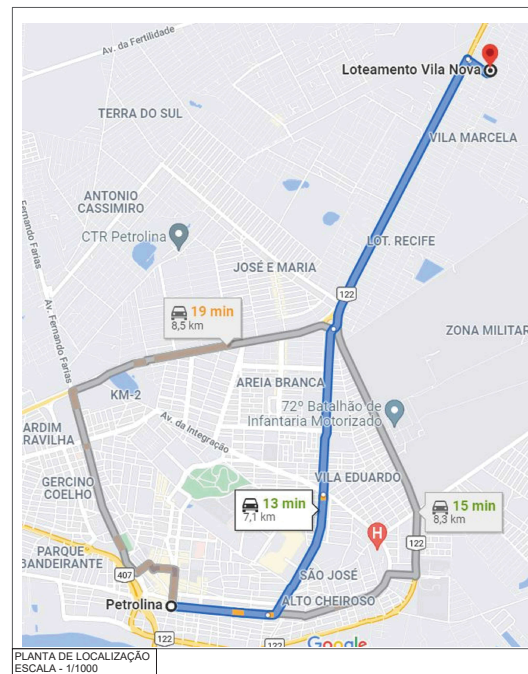 Av. da Fertilidade
Loteamento Vila Nova
TERRA DO SUL
VILA MARCELA
ANTONIO
CASSIMIRO
CTR Petrolina
LOT. RECIFE
JOSÉ E MARIA
Fernando Farias
Av. Fernando Farias
122
19 min
8,5 km
ZONA MILITAR
AREIA BRANCA
KM-2
72º Batalhão de
Infantaria Motorizado
ARDIM
RAVILHA
Av. da Integração
GERCINO
COELHO
VILA EDUARDO
13 min
7,1 km
15 min
8,3 km
H
122
PARQUE
BANDEIRANTE
407
SÃO JOSÉ
Petrolina
ALTO CHEIROSO
122
122
Google
PLANTA DE LOCALIZAÇÃO
ESCALA - 1/1000